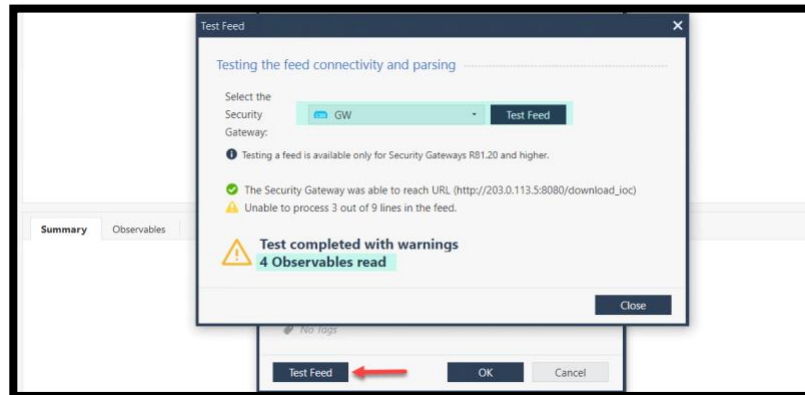 Test Feed
Testing the feed connectivity and parsing
Select the
Security
Gateway:
GW
Test Feed
Testing a feed is available only for Security Gateways R81.20 and higher.
The Security Gateway was able to reach URL (http://203.0.113.5:8080/download_ioc)
Unable to process 3 out of 9 lines in the feed.
Summary
Observables
Test completed with warnings
4 Observables read
Close
No Tags
Test Feed
OK
Cancel